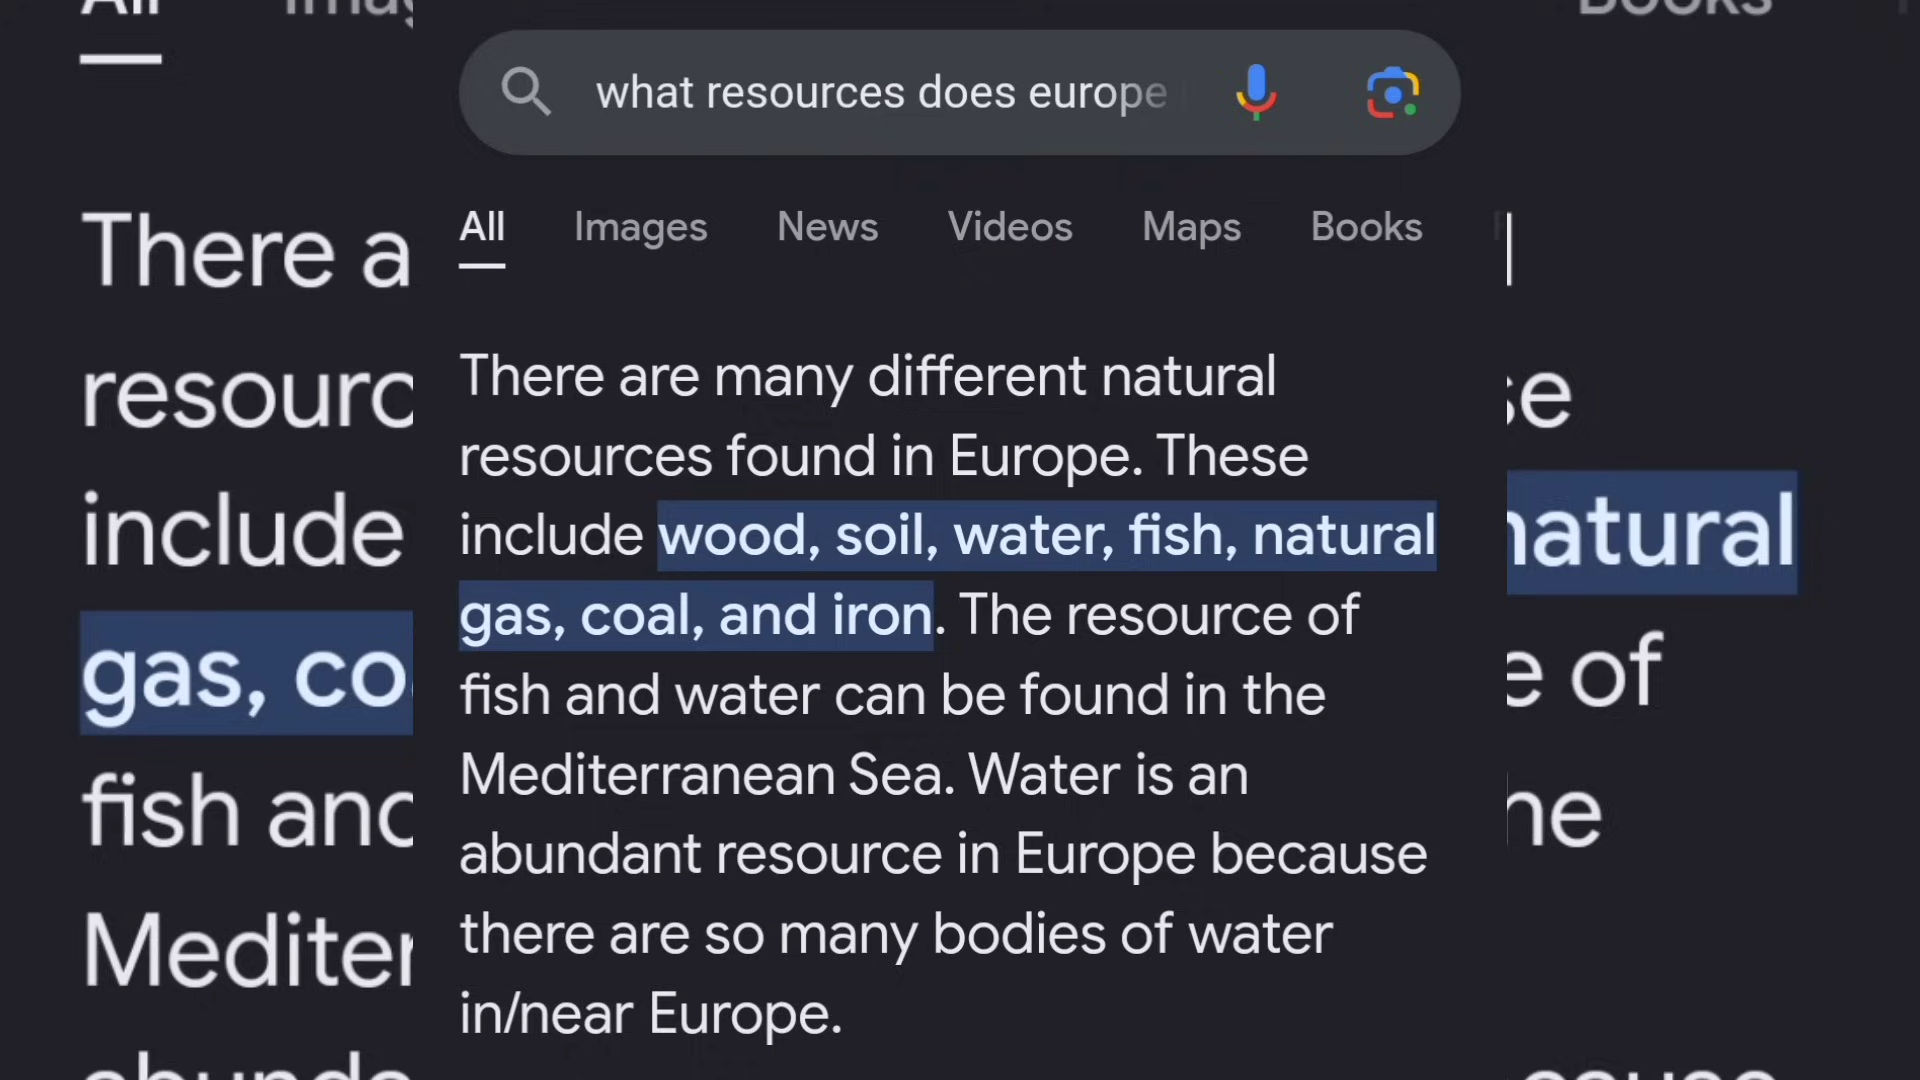 what resources does europe
All Images News Videos Maps Books
There are many different natural
resources found in Europe. These
include wood, soil, water, fish, natural
gas, coal, and iron. The resource of
fish and water can be found in the
Mediterranean Sea. Water is an
abundant resource in Europe because
there are so many bodies of water
in/near Europe.